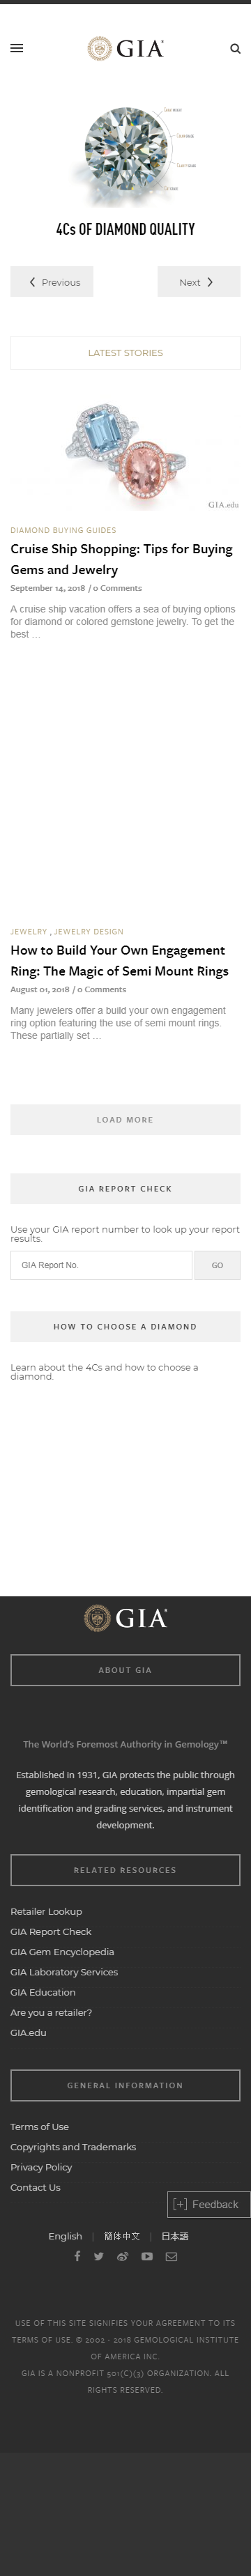 GIA
4Cs OF DIAMOND QUALITY
Previous
Next
LATEST STORIES
GIA.edu
DIAMOND BUYING GUIDES
Cruise Ship Shopping: Tips for Buying
Gems and Jewelry
September 14, 2018 / 0 Comments
A cruise ship vacation offers a sea of buying options
for diamond or colored gemstone jewelry. To get the
best …
JEWELRY , JEWELRY DESIGN
How to Build Your Own Engagement
Ring: The Magic of Semi Mount Rings
August 01, 2018 / 0 Comments
Many jewelers offer build your own engagement
ring option featuring the use of semi mount rings.
These partially set …
LOAD MORE
GIA REPORT CHECK
Use your GIA report number to look up your report
results.
GIA Report No.
GO
HOW TO CHOOSE A DIAMOND
Learn about the 4Cs and how to choose a
diamond.
GIA
ABOUT GIA
The World's Foremost Authority in Gemology™
Established in 1931, GIA protects the public through
gemological research, education, impartial gem
identification and grading services, and instrument
development.
RELATED RESOURCES
Retailer Lookup
GIA Report Check
GIA Gem Encyclopedia
GIA Laboratory Services
GIA Education
Are you a retailer?
GIA.edu
GENERAL INFORMATION
Terms of Use
Copyrights and Trademarks
Privacy Policy
Contact Us
[+] Feedback
English | 简体中文 | 日本語
USE OF THIS SITE SIGNIFIES YOUR AGREEMENT TO ITS
TERMS OF USE. © 2002 - 2018 GEMOLOGICAL INSTITUTE
OF AMERICA INC.
GIA IS A NONPROFIT 501(C)(3) ORGANIZATION. ALL
RIGHTS RESERVED.